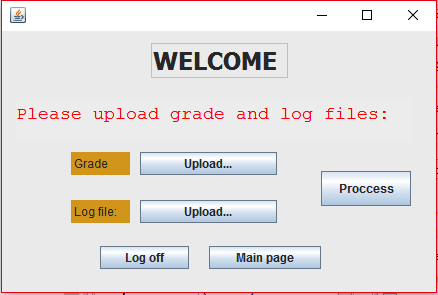 WELCOME
Please upload grade and log files:
Grade Upload...
Proccess
Log file: Upload...
Log off Main page